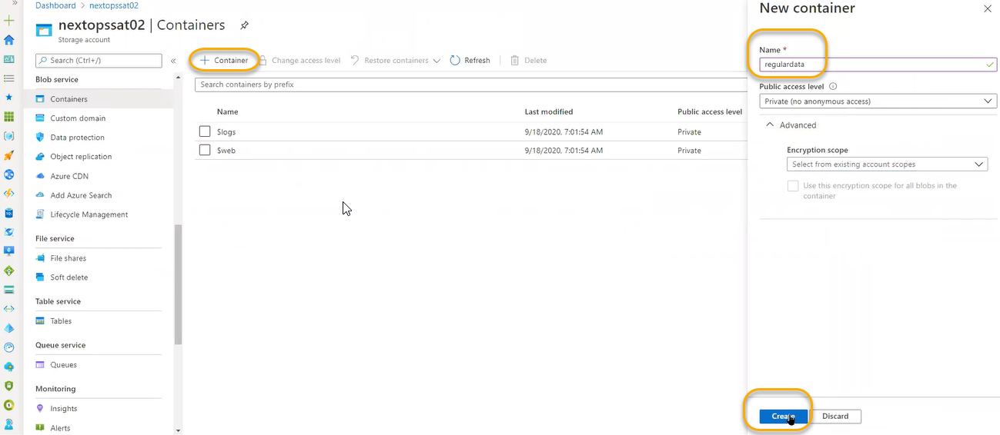 Dashboard > nextopssat02
nextopssat02 | Containers
Storage account
Search (Ctrl+/)
Blob service
Containers
Custom domain
Data protection
Object replication
Azure CDN
Add Azure Search
Lifecycle Management
File service
File shares
Soft delete
Table service
Tables
Queue service
Queues
Monitoring
Insights
Alerts
+ Container Change access level Restore containers Refresh Delete
Search containers by prefix
Name Last modified Public access level
$logs 9/18/2020, 7:01:54 AM Private
$web 9/18/2020, 7:01:54 AM Private
New container
Name *
regulardata
Public access level
Private (no anonymous access)
Advanced
Encryption scope
Select from existing account scopes
Use this encryption scope for all blobs in the
container
Create Discard